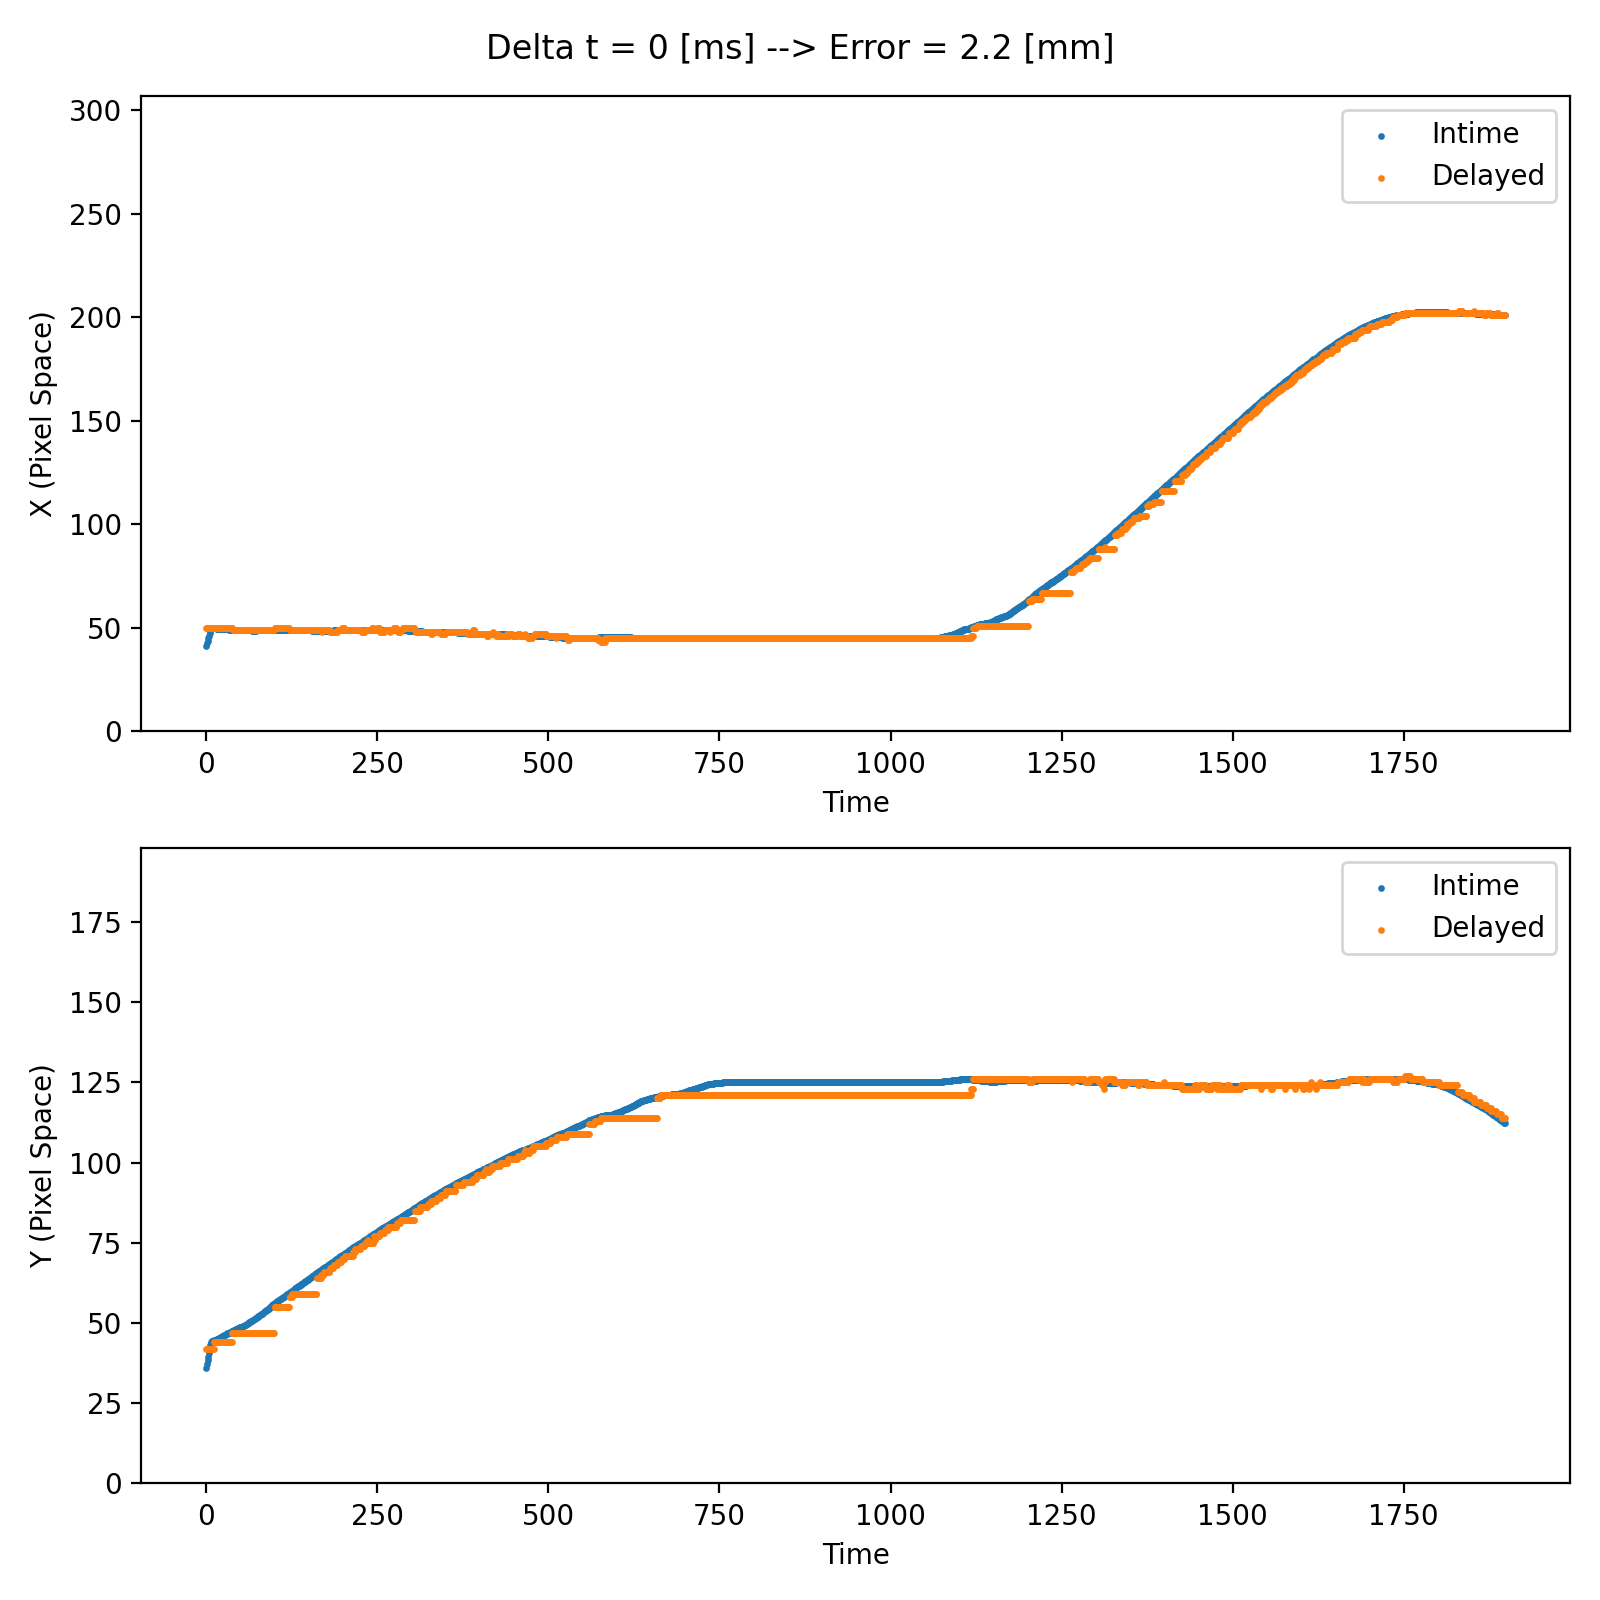 Delta t = 0 [ms] --> Error = 2.2 [mm]
300
250
200
150
100
50
0
X (Pixel Space)
Intime
Delayed
0 250 500 750 1000 1250 1500 1750
Time
175
150
125
100
75
50
25
0
Y (Pixel Space)
Intime
Delayed
0 250 500 750 1000 1250 1500 1750
Time